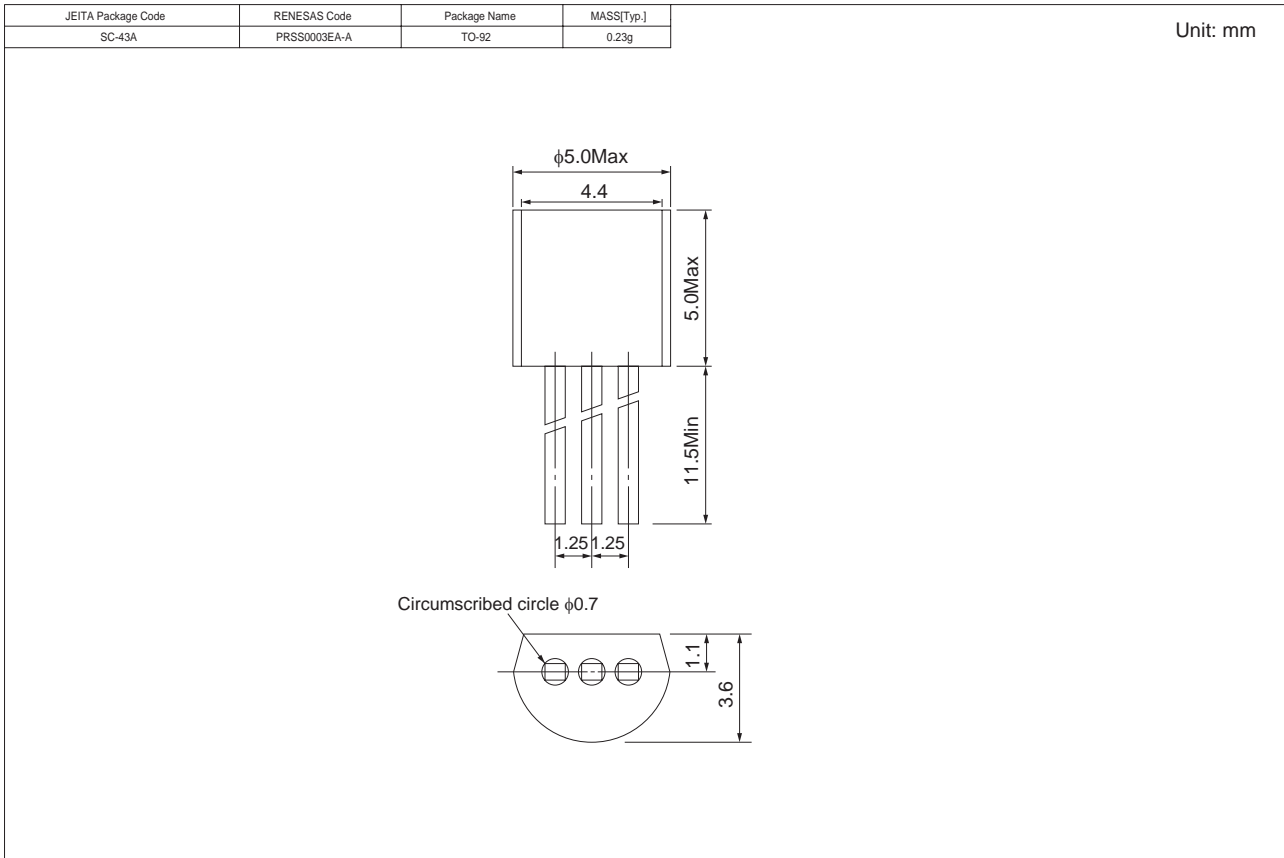 JEITA Package Code RENESAS Code Package Name MASS[Typ.]
SC-43A PRSS0003EA-A TO-92 0.23g
Unit: mm
ϕ5.0Max
4.4
5.0Max
11.5Min
1.25 1.25
Circumscribed circle ϕ0.7
1.1
3.6